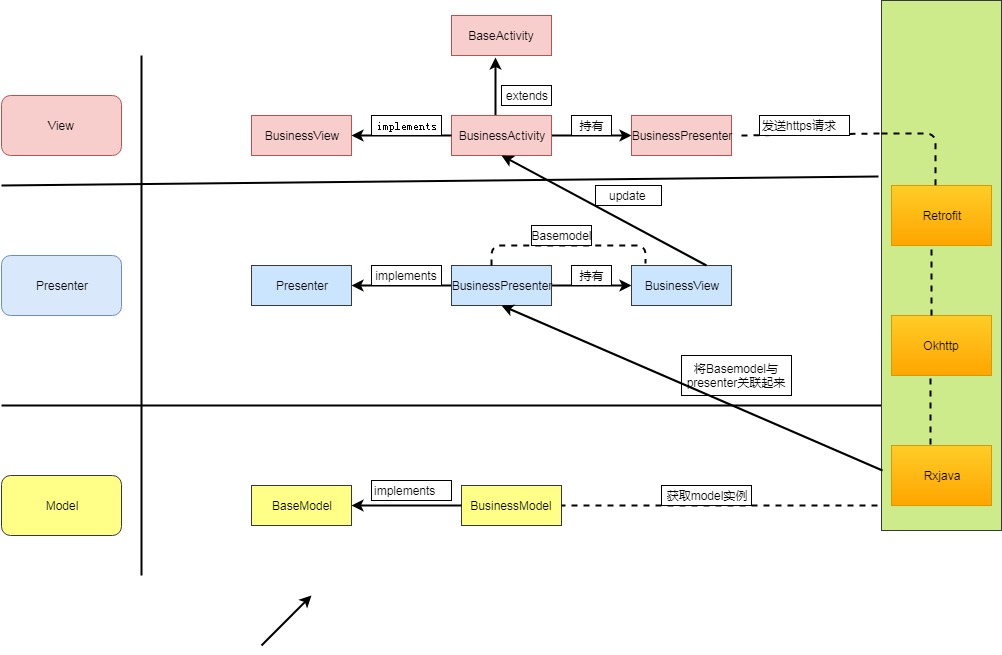 BaseActivity
extends
View
BusinessView
implements
BusinessActivity
持有
BusinessPresenter
发送https请求
update
Retrofit
Basemodel
Presenter
Presenter
implements
BusinessPresenter
持有
BusinessView
Okhttp
将Basemodel与
presenter关联起来
Rxjava
Model
BaseModel
implements
BusinessModel
获取model实例